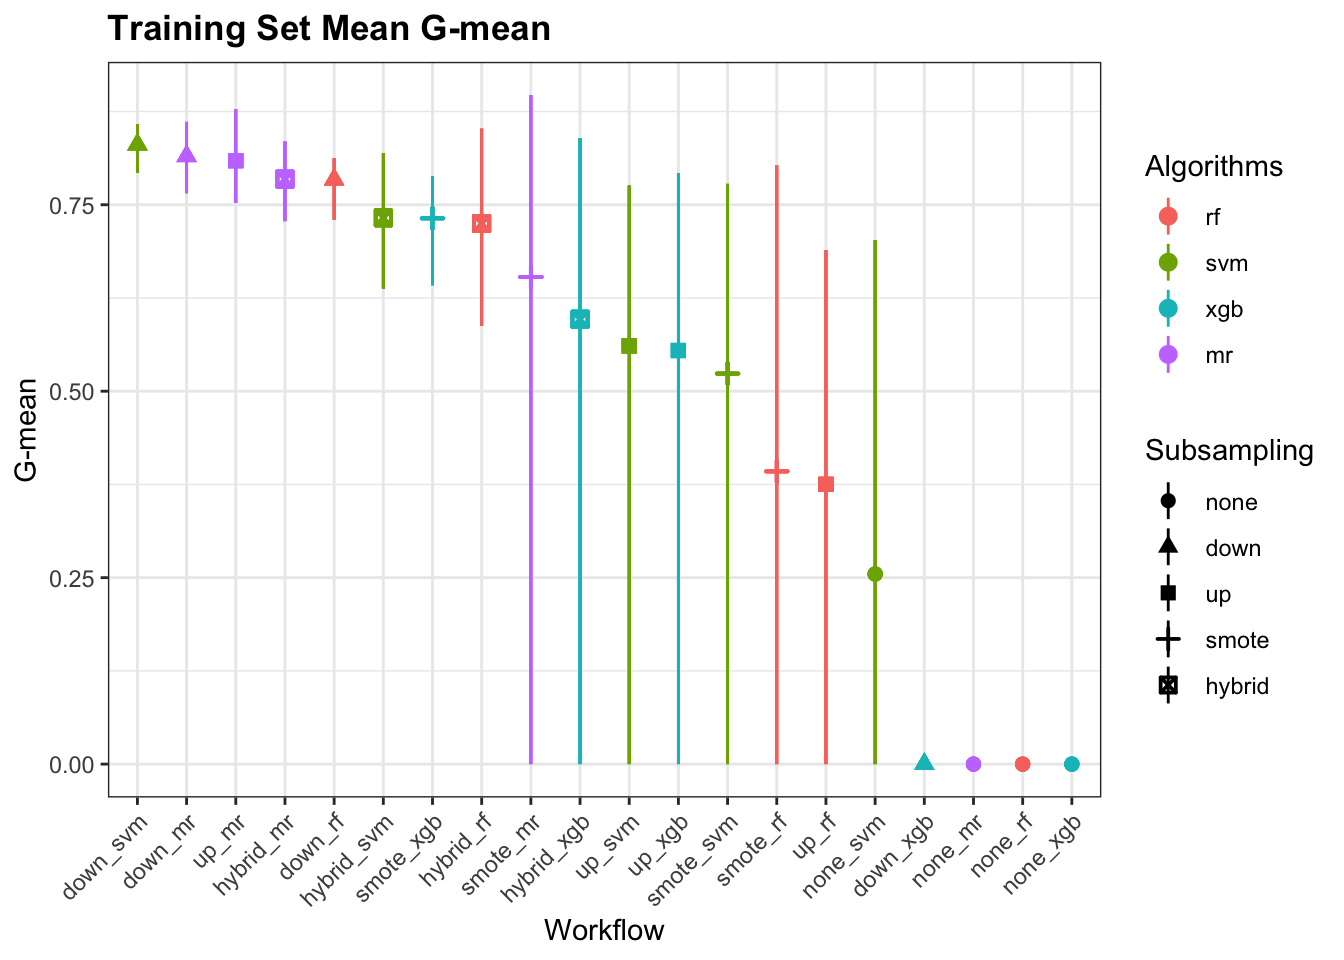 Training Set Mean G-mean
G-mean
0.75
0.50
0.25
0.00
down_svm
down_mr
up_mr
hybrid_mr
down_rf
hybrid_svm
smote_xgb
hybrid_rf
smote_mr
hybrid_xgb
up_svm
up_xgb
smote_svm
smote_rf
up_rf
none_svm
down_xgb
none_mr
none_rf
none_xgb
Workflow
Algorithms
rf
svm
xgb
mr
Subsampling
none
down
up
smote
hybrid